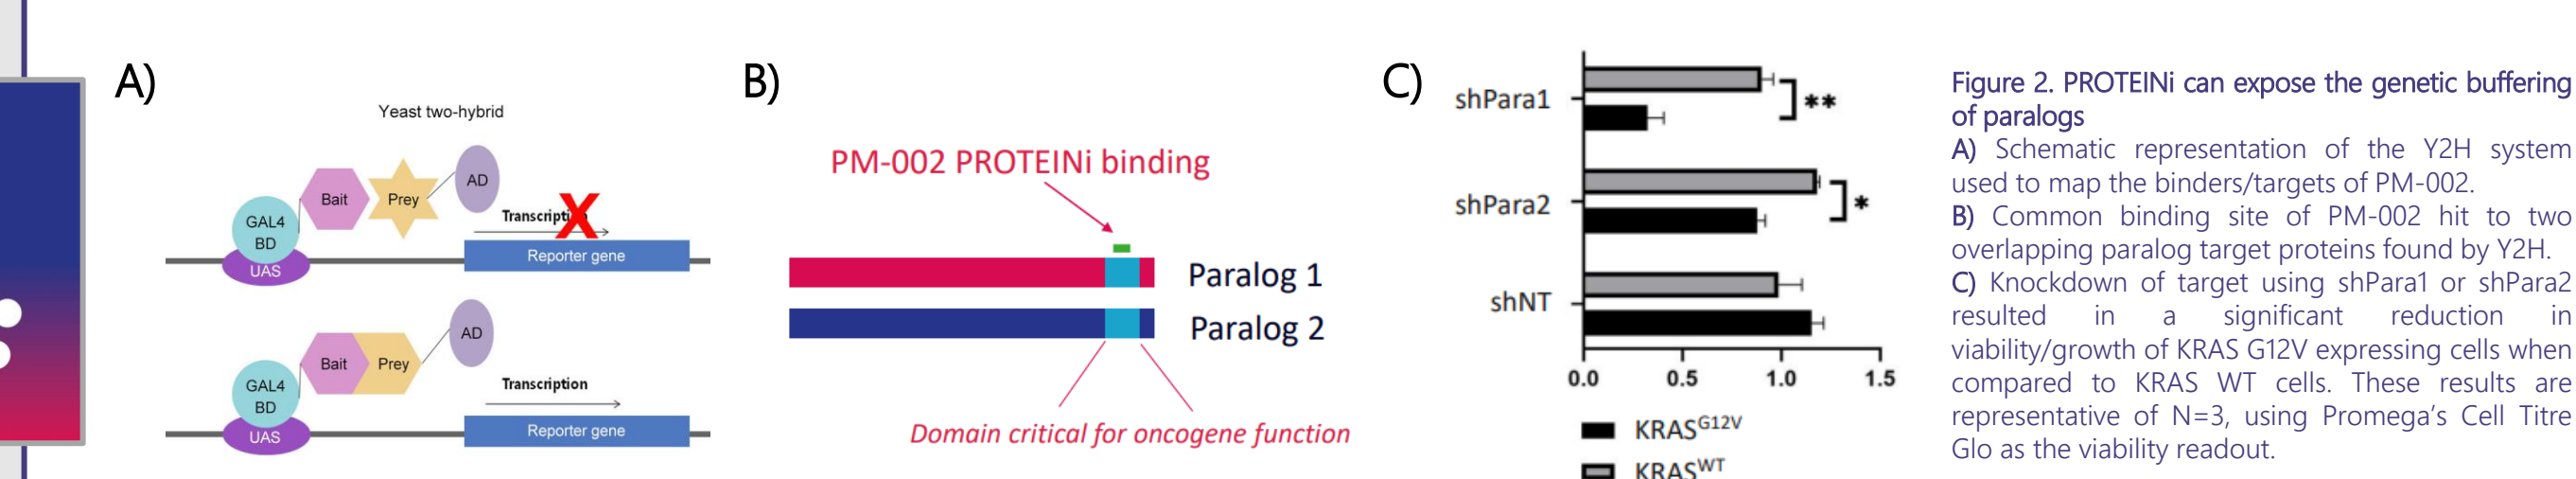 A)
Yeast two-hybrid
AD
Bait
Prey
GAL4
BD
UAS
Transcripti
X
Reporter gene
AD
Bait
Prey
GAL4
BD
UAS
Transcription
Reporter gene
B)
PM-002 PROTEINi binding
Paralog 1
Paralog 2
Domain critical for oncogene function
C)
shPara1
**
shPara2
*
shNT
0.0 0.5 1.0 1.5
KRASG12V
KRASWT
Figure 2. PROTEINi can expose the genetic buffering
of paralogs
A) Schematic representation of the Y2H system
used to map the binders/targets of PM-002.
B) Common binding site of PM-002 hit to two
overlapping paralog target proteins found by Y2H.
C) Knockdown of target using shPara1 or shPara2
resulted in a significant reduction in
viability/growth of KRAS G12V expressing cells when
compared to KRAS WT cells. These results are
representative of N=3, using Promega's Cell Titre
Glo as the viability readout.